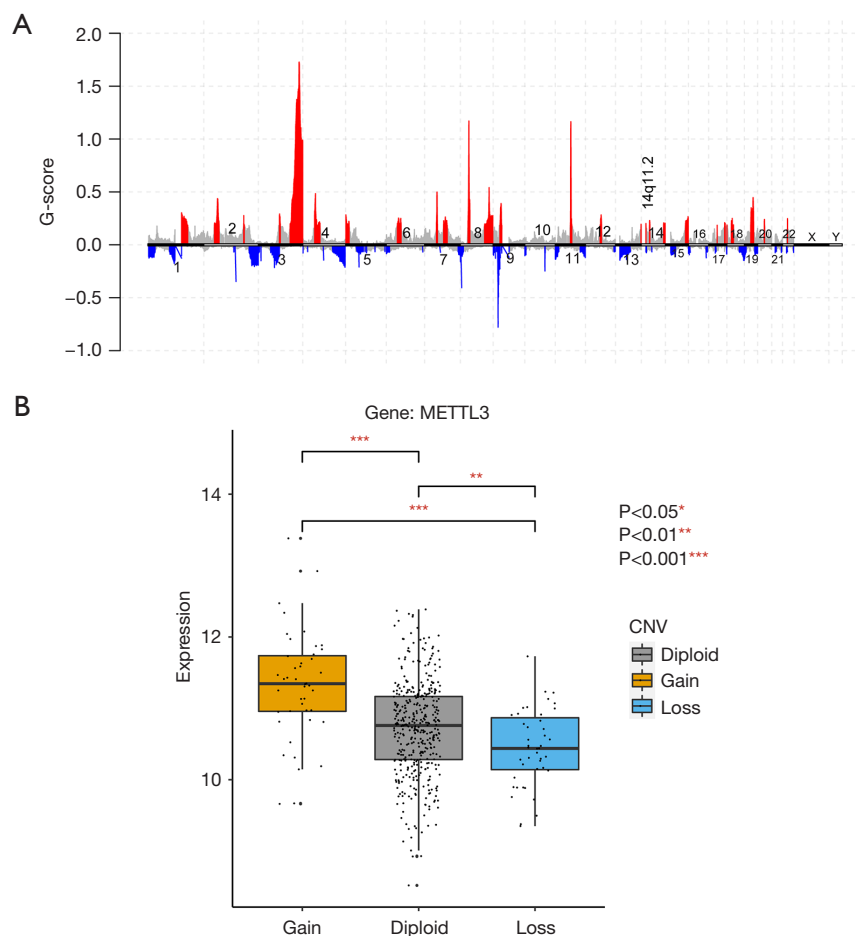 A
G-score
2.0
1.5
1.0
0.5
0.0
−0.5
−1.0
14q11.2
1
2
3
4
5
6
7
8
9
10
11
12
13
14
15
16
17
18
19
20
21
22
X
Y
B
Gene: METTL3
***
**
***
Expression
14
12
10
Gain
Diploid
Loss
P<0.05*
P<0.01**
P<0.001***
CNV
Diploid
Gain
Loss